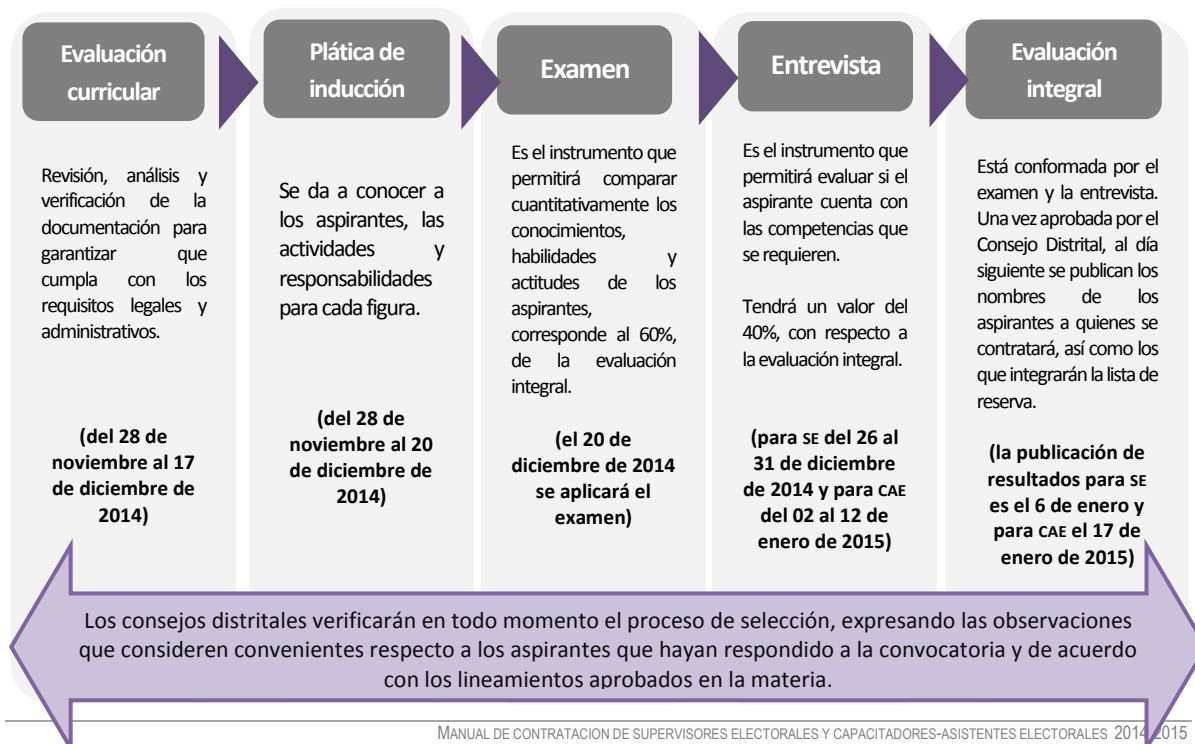 Evaluación
curricular
Revisión, análisis y
verificación de la
documentación para
garantizar que
cumpla con los
requisitos legales y
administrativos.
(del 28 de
noviembre al 17
de diciembre de
2014)
Plática de
inducción
Se da a conocer a
los aspirantes, las
actividades y
responsabilidades
para cada figura.
(del 28 de
noviembre al 20
de diciembre de
2014)
Examen
Es el instrumento que
permitirá comparar
cuantitativamente los
conocimientos,
habilidades y
actitudes de los
aspirantes,
corresponde al 60%,
de la evaluación
integral.
(el 20 de
diciembre de 2014
se aplicará el
examen)
Entrevista
Es el instrumento que
permitirá evaluar si el
aspirante cuenta con
las competencias que
se requieren.
Tendrá un valor del
40%, con respecto a
la evaluación integral.
(para SE del 26 al
31 de diciembre
de 2014 y para CAE
del 02 al 12 de
enero de 2015)
Evaluación
integral
Está conformada por el
examen y la entrevista.
Una vez aprobada por el
Consejo Distrital, al día
siguiente se publican los
nombres de los
aspirantes a quienes se
contratará, así como los
que integrarán la lista de
reserva.
(la publicación de
resultados para SE
es el 6 de enero y
para CAE el 17 de
enero de 2015)
Los consejos distritales verificarán en todo momento el proceso de selección, expresando las observaciones
que consideren convenientes respecto a los aspirantes que hayan respondido a la convocatoria y de acuerdo
con los lineamientos aprobados en la materia.
MANUAL DE CONTRATACION DE SUPERVISORES ELECTORALES Y CAPACITADORES-ASISTENTES ELECTORALES 2014-2015